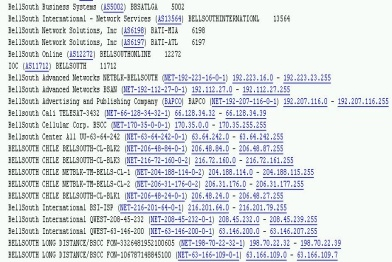 BellSouth Business Systems (AS5002) BBSATLGA 5002
BellSouth International - Network Services (AS13564) BELLSOUTHINTERNATIONL 13564
BellSouth Network Solutions, Inc (AS6198) BATI-MIA 6198
BellSouth Network Solutions, Inc (AS6197) BATI-ATL 6197
BellSouth Online (AS12272) BELLSOUTHONLINE 12272
IOC (AS11712) BELLSOUTH 11712
BellSouth Advanced Networks NETBLK-BELLSOUTH (NET-192-223-16-0-1) 192.223.16.0 - 192.223.23.255
BellSouth Advanced Networks BSAN (NET-192-112-27-0-1) 192.112.27.0 - 192.112.27.255
BellSouth Advertising and Publishing Company (BAPCO) BAPCO (NET-192-207-116-0-1) 192.207.116.0 - 192.207.116.255
BellSouth Cali TELSAT-3432 (NET-66-128-34-32-1) 66.128.34.32 - 66.128.34.39
BellSouth Cellular Corp. BSCC (NET-170-35-0-0-1) 170.35.0.0 - 170.35.255.255
BellSouth Center All UU-63-64-242 (NET-63-64-242-0-1) 63.64.242.0 - 63.64.242.255
BELLSOUTH CHILE BELLSOUTH-CL-BLK2 (NET-206-48-84-0-1) 206.48.84.0 - 206.48.87.255
BELLSOUTH CHILE BELLSOUTH-CL-BLK3 (NET-216-72-160-0-2) 216.72.160.0 - 216.72.161.255
BELLSOUTH CHILE NETBLK-TM-BELLS-CL-1 (NET-204-188-114-0-2) 204.188.114.0 - 204.188.115.255
BELLSOUTH CHILE NETBLK-TM-BELLS-CL-2 (NET-206-31-176-0-2) 206.31.176.0 - 206.31.177.255
BELLSOUTH CHILE BELLSOUTH-CL-BLK1 (NET-206-48-24-0-1) 206.48.24.0 - 206.48.27.255
BellSouth International BSI-ISP (NET-216-201-64-0-1) 216.201.64.0 - 216.201.79.255
BellSouth International QWEST-208-45-232 (NET-208-45-232-0-1) 208.45.232.0 - 208.45.239.255
BellSouth International QWEST-63-146-200 (NET-63-146-200-0-1) 63.146.200.0 - 63.146.207.255
BELLSOUTH LONG DISTANCE/BSCC FON-3326481952100635 (NET-198-70-22-32-1) 198.70.22.32 - 198.70.22.39
BELLSOUTH LONG DISTANCE/BSCC FON-106787148845100 (NET-63-166-109-0-1) 63.166.109.0 - 63.166.109.7